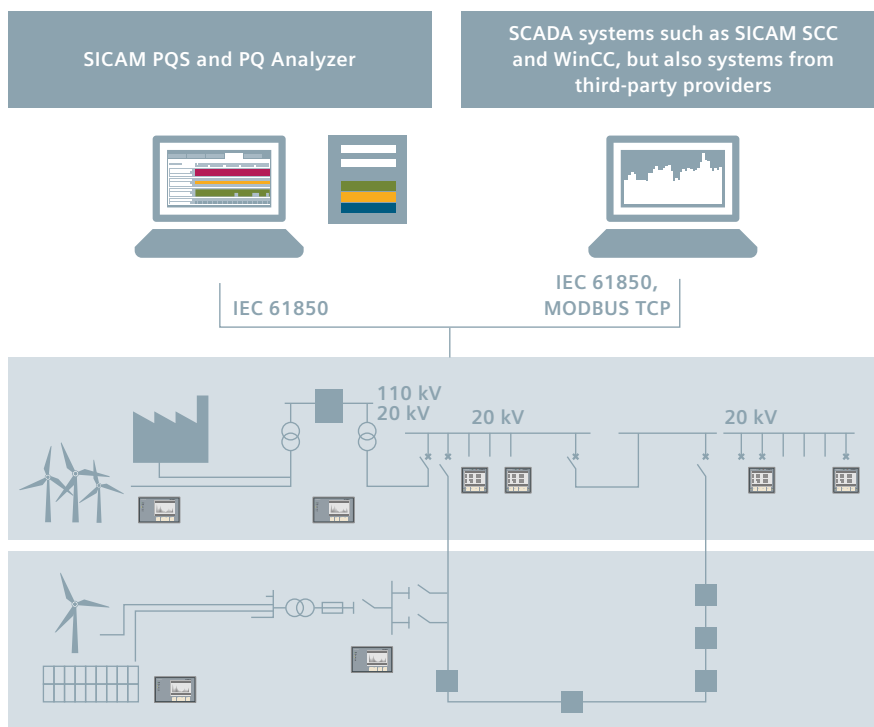 SICAM PQS and PQ Analyzer
SCADA systems such as SICAM SCC
and WinCC, but also systems from
third-party providers
IEC 61850
IEC 61850,
MODBUS TCP
110 kV
20 kV
20 kV
20 kV